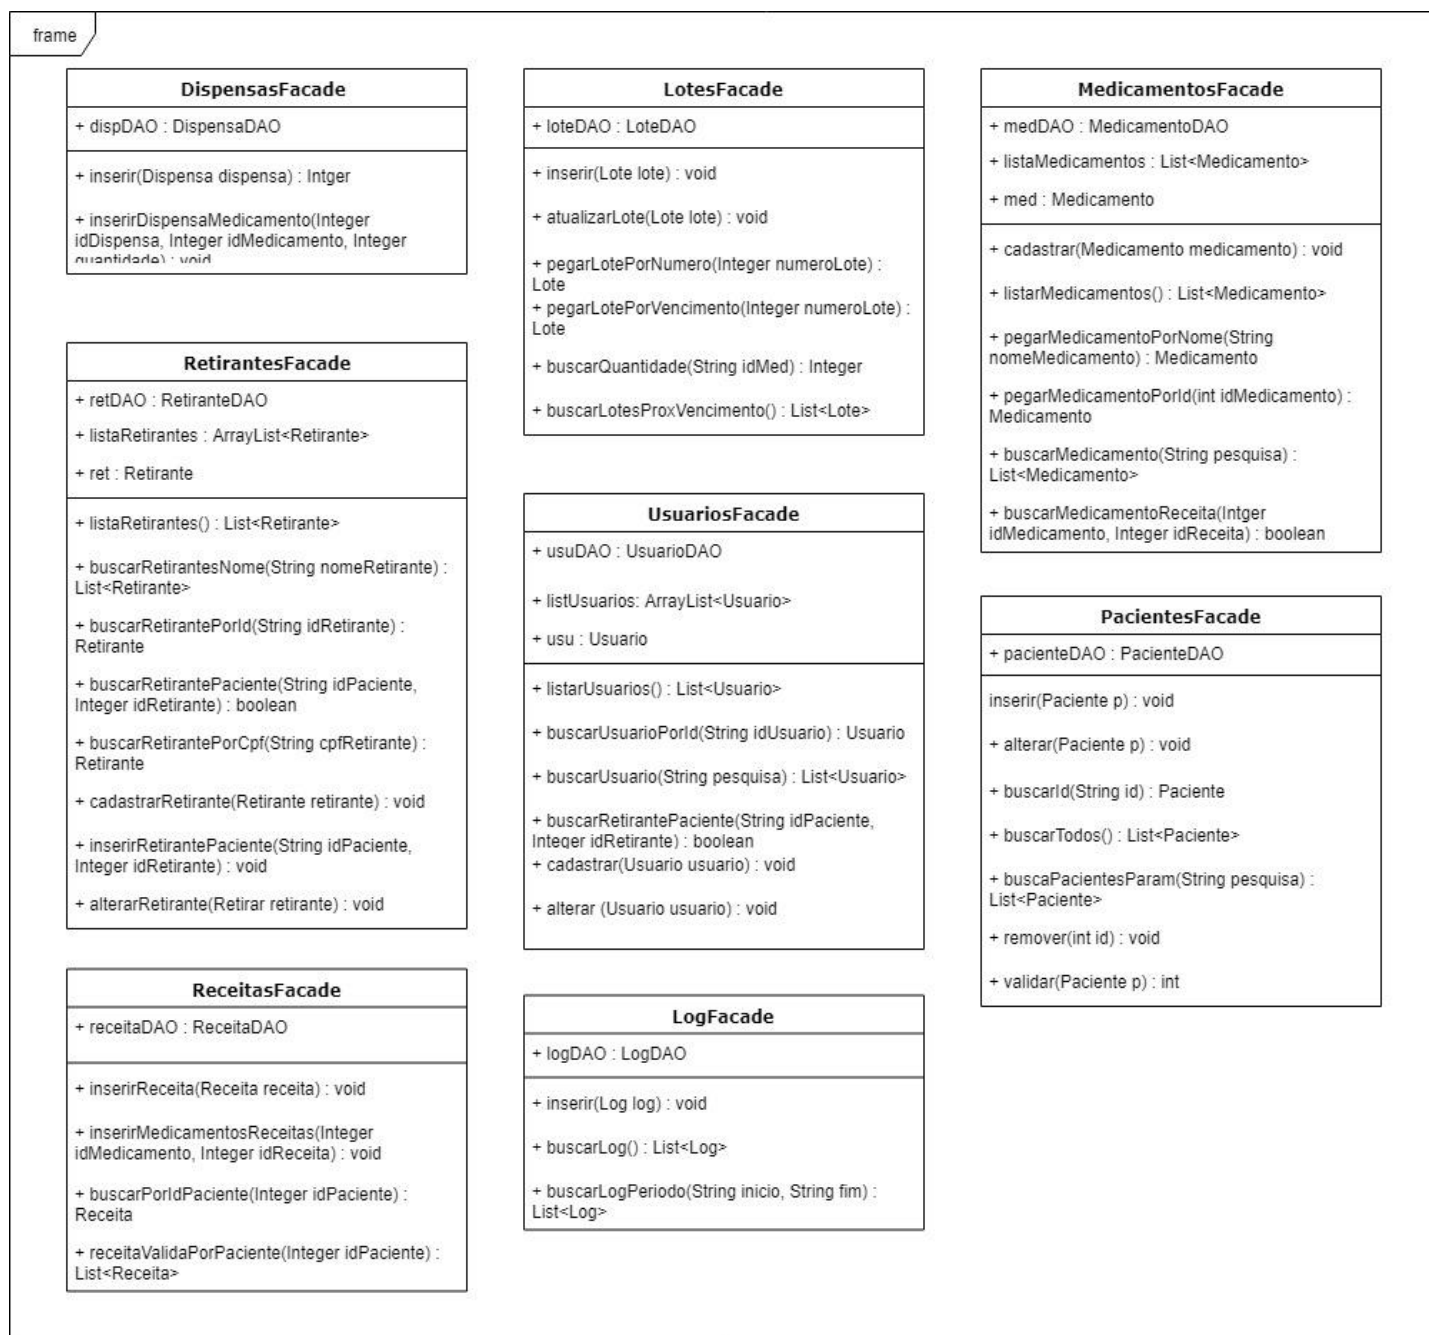 frame
DispensasFacade
+ dispDAO : DispensaDAO
+ inserir(Dispensa dispensa) : Intger
+ inserirDispensaMedicamento(Integer
idDispensa, Integer idMedicamento, Integer
quantidade) : void
RetirantesFacade
+ retDAO : RetiranteDAO
+ listaRetirantes : ArrayList<Retirante>
+ ret : Retirante
+ listaRetirantes() : List<Retirante>
+ buscarRetirantesNome(String nomeRetirante) :
List<Retirante>
+ buscarRetirantePorId(String idRetirante) :
Retirante
+ buscarRetirantePaciente(String idPaciente,
Integer idRetirante) : boolean
+ buscarRetirantePorCpf(String cpfRetirante) :
Retirante
+ cadastrarRetirante(Retirante retirante) : void
+ inserirRetirantePaciente(String idPaciente,
Integer idRetirante) : void
+ alterarRetirante(Retirar retirante) : void
ReceitasFacade
+ receitaDAO : ReceitaDAO
+ inserirReceita(Receita receita) : void
+ inserirMedicamentosReceitas(Integer
idMedicamento, Integer idReceita) : void
+ buscarPorIdPaciente(Integer idPaciente) :
Receita
+ receitaValidaPorPaciente(Integer idPaciente) :
List<Receita>
LotesFacade
+ loteDAO : LoteDAO
+ inserir(Lote lote) : void
+ atualizarLote(Lote lote) : void
+ pegarLotePorNumero(Integer numeroLote) :
Lote
+ pegarLotePorVencimento(Integer numeroLote) :
Lote
+ buscarQuantidade(String idMed) : Integer
+ buscarLotesProxVencimento() : List<Lote>
UsuariosFacade
+ usuDAO : UsuarioDAO
+ listUsuarios: ArrayList<Usuario>
+ usu : Usuario
+ listarUsuarios() : List<Usuario>
+ buscarUsuarioPorId(String idUsuario) : Usuario
+ buscarUsuario(String pesquisa) : List<Usuario>
+ buscarRetirantePaciente(String idPaciente,
Integer idRetirante) : boolean
+ cadastrar(Usuario usuario) : void
+ alterar (Usuario usuario) : void
LogFacade
+ logDAO : LogDAO
+ inserir(Log log) : void
+ buscarLog() : List<Log>
+ buscarLogPeriodo(String inicio, String fim) :
List<Log>
MedicamentosFacade
+ medDAO : MedicamentoDAO
+ listaMedicamentos : List<Medicamento>
+ med : Medicamento
+ cadastrar(Medicamento medicamento) : void
+ listarMedicamentos() : List<Medicamento>
+ pegarMedicamentoPorNome(String
nomeMedicamento) : Medicamento
+ pegarMedicamentoPorId(int idMedicamento) :
Medicamento
+ buscarMedicamento(String pesquisa) :
List<Medicamento>
+ buscarMedicamentoReceita(Intger
idMedicamento, Integer idReceita) : boolean
PacientesFacade
+ pacienteDAO : PacienteDAO
inserir(Paciente p) : void
+ alterar(Paciente p) : void
+ buscarId(String id) : Paciente
+ buscarTodos() : List<Paciente>
+ buscaPacientesParam(String pesquisa) :
List<Paciente>
+ remover(int id) : void
+ validar(Paciente p) : int